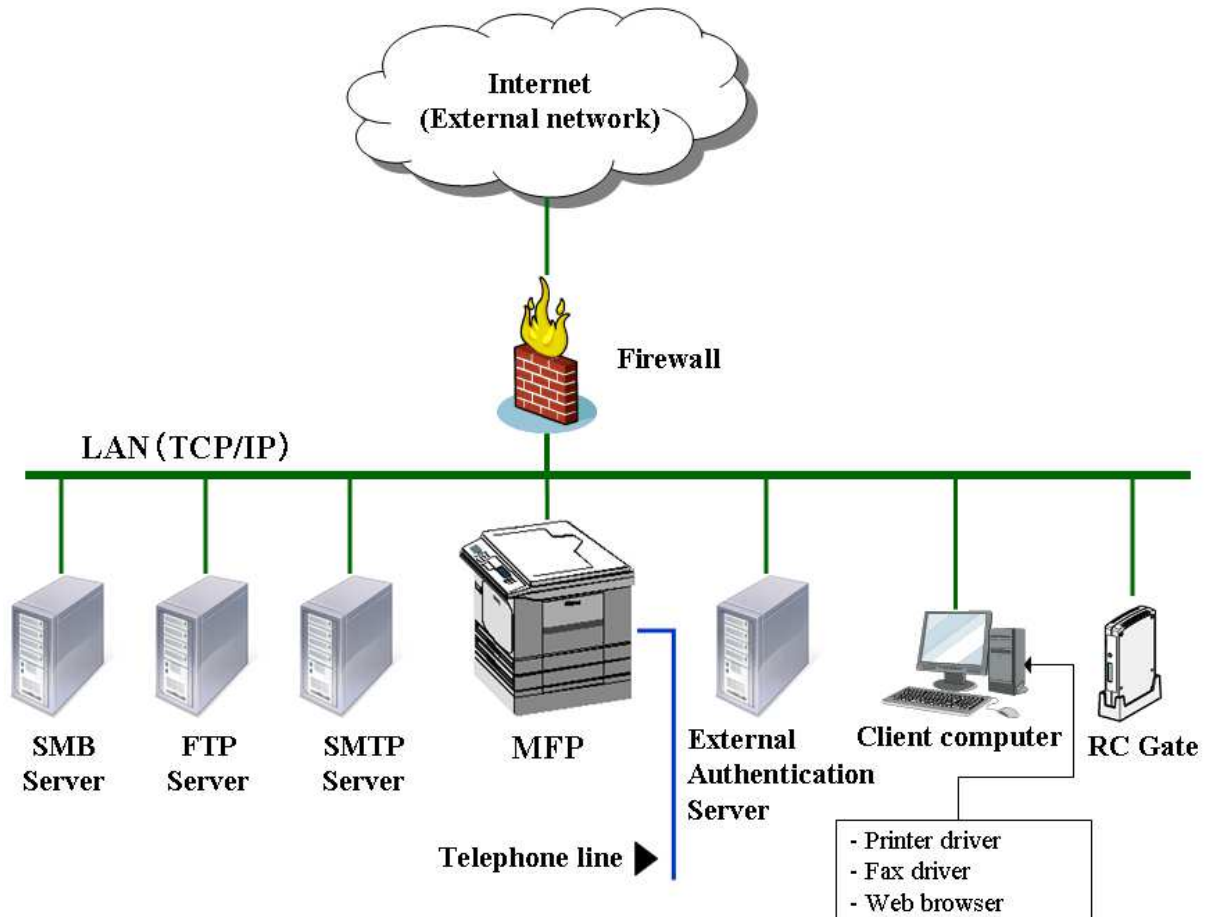 Internet
(External network)
Firewall
LAN (TCP/IP)
SMB
Server
FTP
Server
SMTP
Server
MFP
External
Authentication
Server
Client computer
RC Gate
Telephone line
- Printer driver
- Fax driver
- Web browser